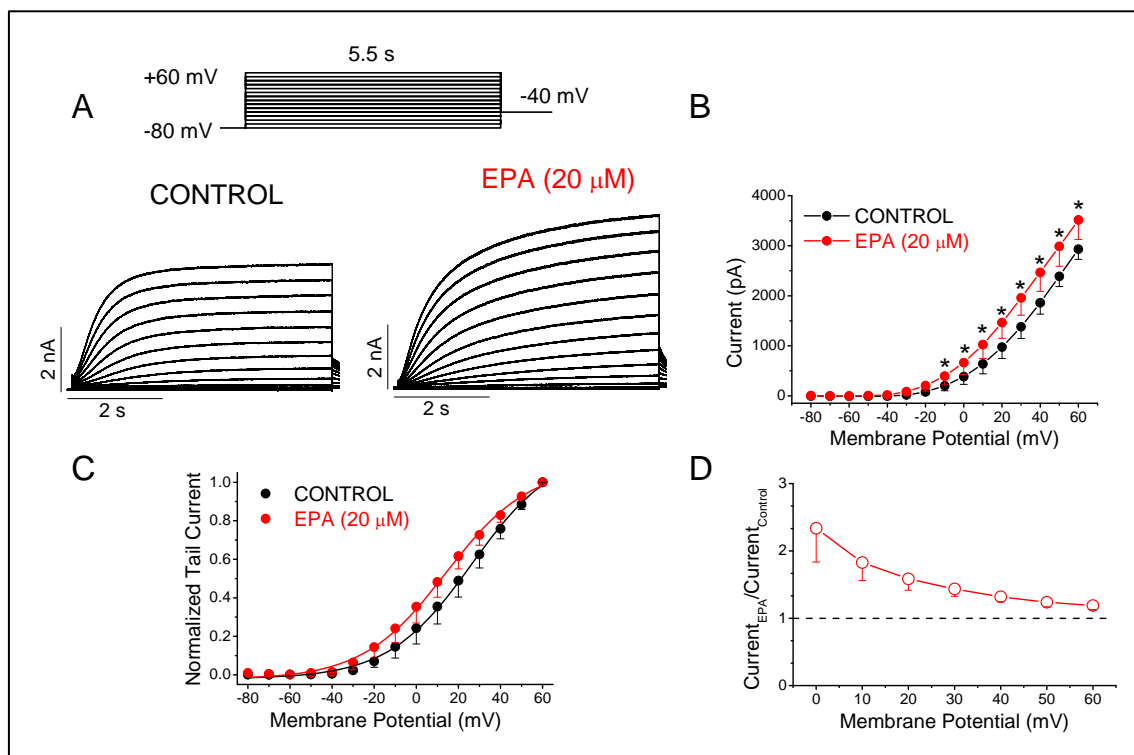 A
5.5 s
+60 mV
-40 mV
-80 mV
CONTROL
EPA (20 μM)
2 nA
2 s
2 nA
2 s
B
4000
3000
2000
1000
0
Current (pA)
CONTROL
EPA (20 μM)
* * * * * * * *
-80 -60 -40 -20 0 20 40 60
Membrane Potential (mV)
C
1.0
0.8
0.6
0.4
0.2
0.0
Normalized Tail Current
CONTROL
EPA (20 μM)
-80 -60 -40 -20 0 20 40 60
Membrane Potential (mV)
D
3
2
1
0
Current_EPA/Current_Control
0 10 20 30 40 50 60
Membrane Potential (mV)